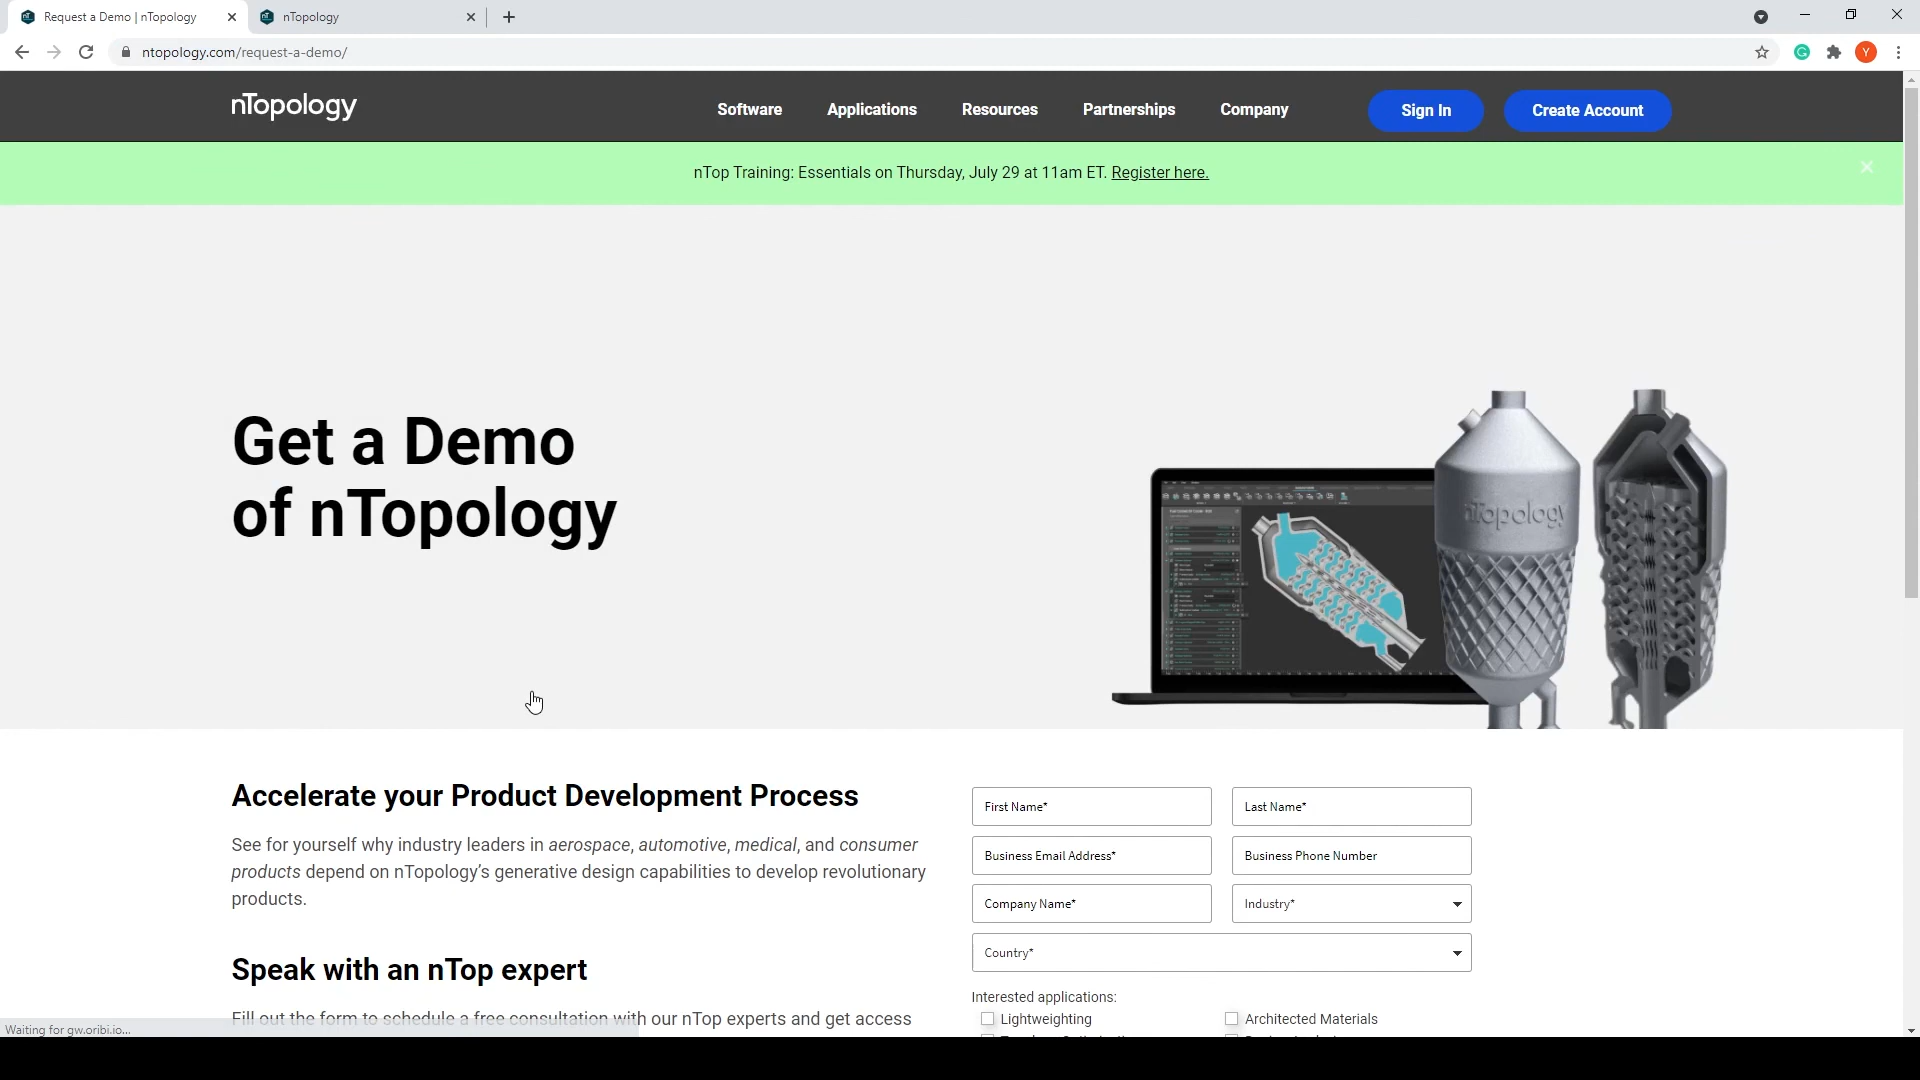 Request a Demo | nTopology
nTopology
ntopology.com/request-a-demo/
Y
nTopology
Software
Applications
Resources
Partnerships
Company
Sign In
Create Account
nTop Training: Essentials on Thursday, July 29 at 11am ET. Register here.
Get a Demo
of nTopology
nTopology
Accelerate your Product Development Process
See for yourself why industry leaders in aerospace, automotive, medical, and consumer
products depend on nTopology’s generative design capabilities to develop revolutionary
products.
Speak with an nTop expert
Fill out the form to schedule a free consultation with our nTop experts and get access
First Name*
Last Name*
Business Email Address*
Business Phone Number
Company Name*
Industry*
Country*
Interested applications:
Lightweighting
Architected Materials
Waiting for gw.oribi.io...